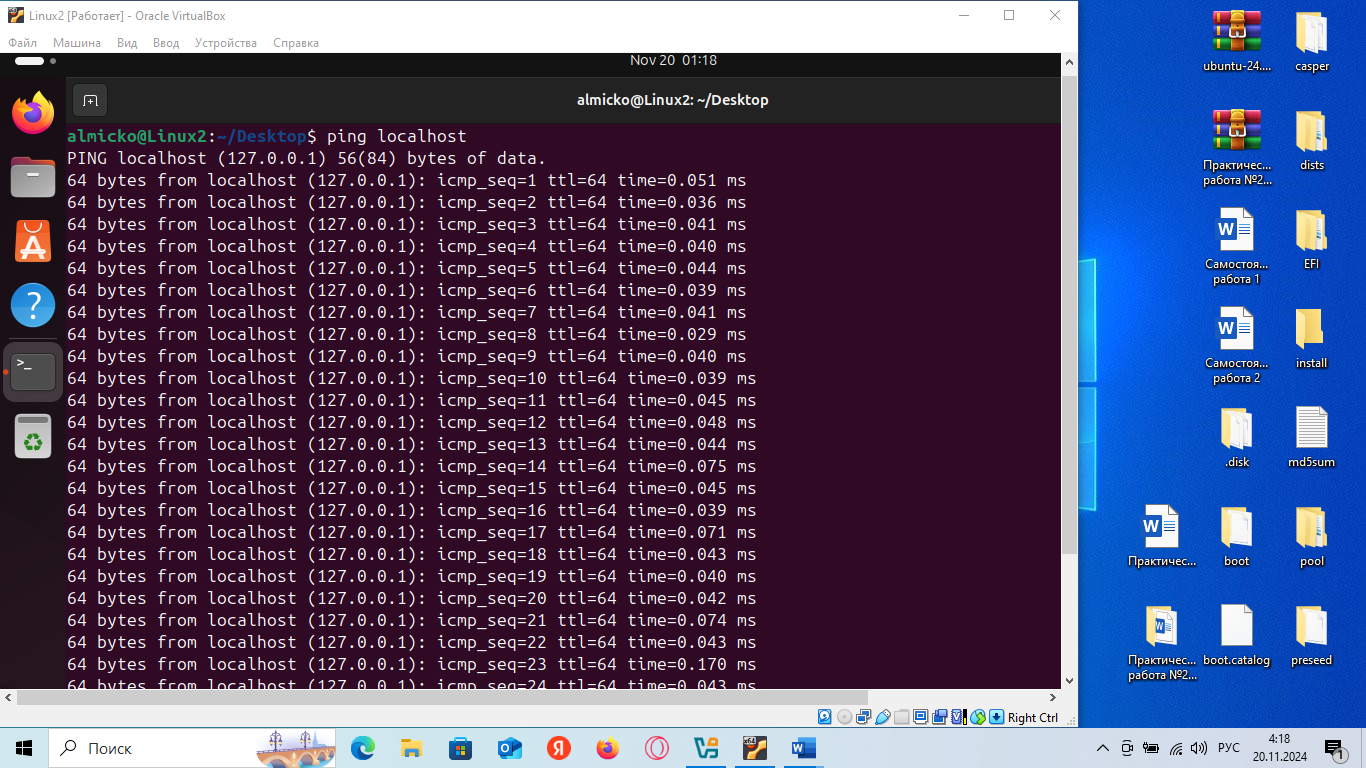 Linux2 [Работает] - Oracle VirtualBox
Файл Машина Вид Ввод Устройства Справка
Nov 20 01:18
almicko@Linux2: ~/Desktop
almicko@Linux2:~/Desktop$ ping localhost
PING localhost (127.0.0.1) 56(84) bytes of data.
64 bytes from localhost (127.0.0.1): icmp_seq=1 ttl=64 time=0.051 ms
64 bytes from localhost (127.0.0.1): icmp_seq=2 ttl=64 time=0.036 ms
64 bytes from localhost (127.0.0.1): icmp_seq=3 ttl=64 time=0.041 ms
64 bytes from localhost (127.0.0.1): icmp_seq=4 ttl=64 time=0.040 ms
64 bytes from localhost (127.0.0.1): icmp_seq=5 ttl=64 time=0.044 ms
64 bytes from localhost (127.0.0.1): icmp_seq=6 ttl=64 time=0.039 ms
64 bytes from localhost (127.0.0.1): icmp_seq=7 ttl=64 time=0.041 ms
64 bytes from localhost (127.0.0.1): icmp_seq=8 ttl=64 time=0.029 ms
64 bytes from localhost (127.0.0.1): icmp_seq=9 ttl=64 time=0.040 ms
64 bytes from localhost (127.0.0.1): icmp_seq=10 ttl=64 time=0.039 ms
64 bytes from localhost (127.0.0.1): icmp_seq=11 ttl=64 time=0.045 ms
64 bytes from localhost (127.0.0.1): icmp_seq=12 ttl=64 time=0.048 ms
64 bytes from localhost (127.0.0.1): icmp_seq=13 ttl=64 time=0.044 ms
64 bytes from localhost (127.0.0.1): icmp_seq=14 ttl=64 time=0.075 ms
64 bytes from localhost (127.0.0.1): icmp_seq=15 ttl=64 time=0.045 ms
64 bytes from localhost (127.0.0.1): icmp_seq=16 ttl=64 time=0.039 ms
64 bytes from localhost (127.0.0.1): icmp_seq=17 ttl=64 time=0.071 ms
64 bytes from localhost (127.0.0.1): icmp_seq=18 ttl=64 time=0.043 ms
64 bytes from localhost (127.0.0.1): icmp_seq=19 ttl=64 time=0.040 ms
64 bytes from localhost (127.0.0.1): icmp_seq=20 ttl=64 time=0.042 ms
64 bytes from localhost (127.0.0.1): icmp_seq=21 ttl=64 time=0.074 ms
64 bytes from localhost (127.0.0.1): icmp_seq=22 ttl=64 time=0.043 ms
64 bytes from localhost (127.0.0.1): icmp_seq=23 ttl=64 time=0.170 ms
64 bytes from localhost (127.0.0.1): icmp_seq=24 ttl=64 time=0.043 ms
Right Ctrl
ubuntu-24.... casper
Практичес...
работа №2...
dists
Самостоя...
работа 1
EFI
Самостоя...
работа 2
install
.disk md5sum
Практичес... boot pool
Практичес...
работа №2...
boot.catalog preseed
Поиск
РУС
4:18
20.11.2024
1